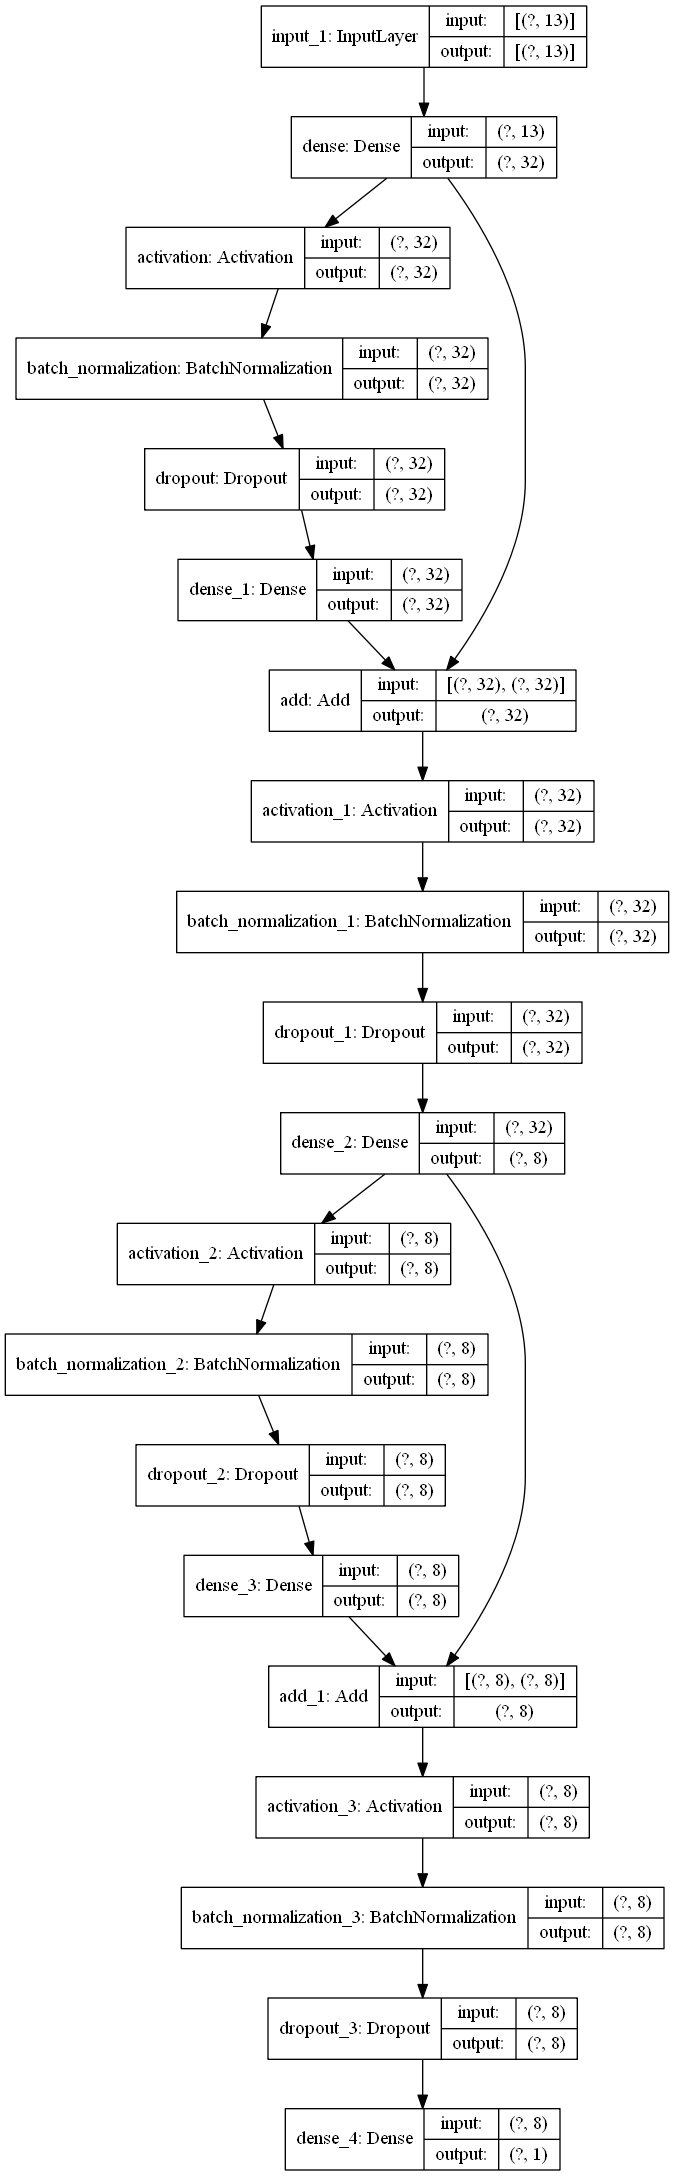 input_1: InputLayer input: [(?, 13)]
output: [(?, 13)]
dense: Dense input: (?, 13)
output: (?, 32)
activation: Activation input: (?, 32)
output: (?, 32)
batch_normalization: BatchNormalization input: (?, 32)
output: (?, 32)
dropout: Dropout input: (?, 32)
output: (?, 32)
dense_1: Dense input: (?, 32)
output: (?, 32)
add: Add input: [(?, 32), (?, 32)]
output: (?, 32)
activation_1: Activation input: (?, 32)
output: (?, 32)
batch_normalization_1: BatchNormalization input: (?, 32)
output: (?, 32)
dropout_1: Dropout input: (?, 32)
output: (?, 32)
dense_2: Dense input: (?, 32)
output: (?, 8)
activation_2: Activation input: (?, 8)
output: (?, 8)
batch_normalization_2: BatchNormalization input: (?, 8)
output: (?, 8)
dropout_2: Dropout input: (?, 8)
output: (?, 8)
dense_3: Dense input: (?, 8)
output: (?, 8)
add_1: Add input: [(?, 8), (?, 8)]
output: (?, 8)
activation_3: Activation input: (?, 8)
output: (?, 8)
batch_normalization_3: BatchNormalization input: (?, 8)
output: (?, 8)
dropout_3: Dropout input: (?, 8)
output: (?, 8)
dense_4: Dense input: (?, 8)
output: (?, 1)